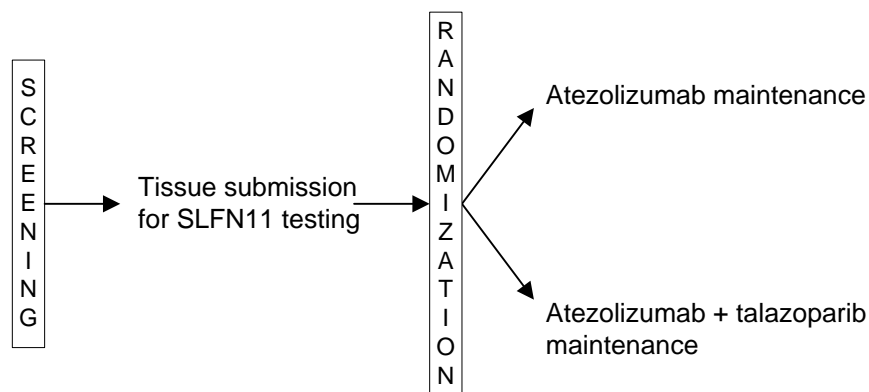 SCREENING
Tissue submission
for SLFN11 testing
RANDOMIZATION
Atezolizumab maintenance
Atezolizumab + talazoparib
maintenance